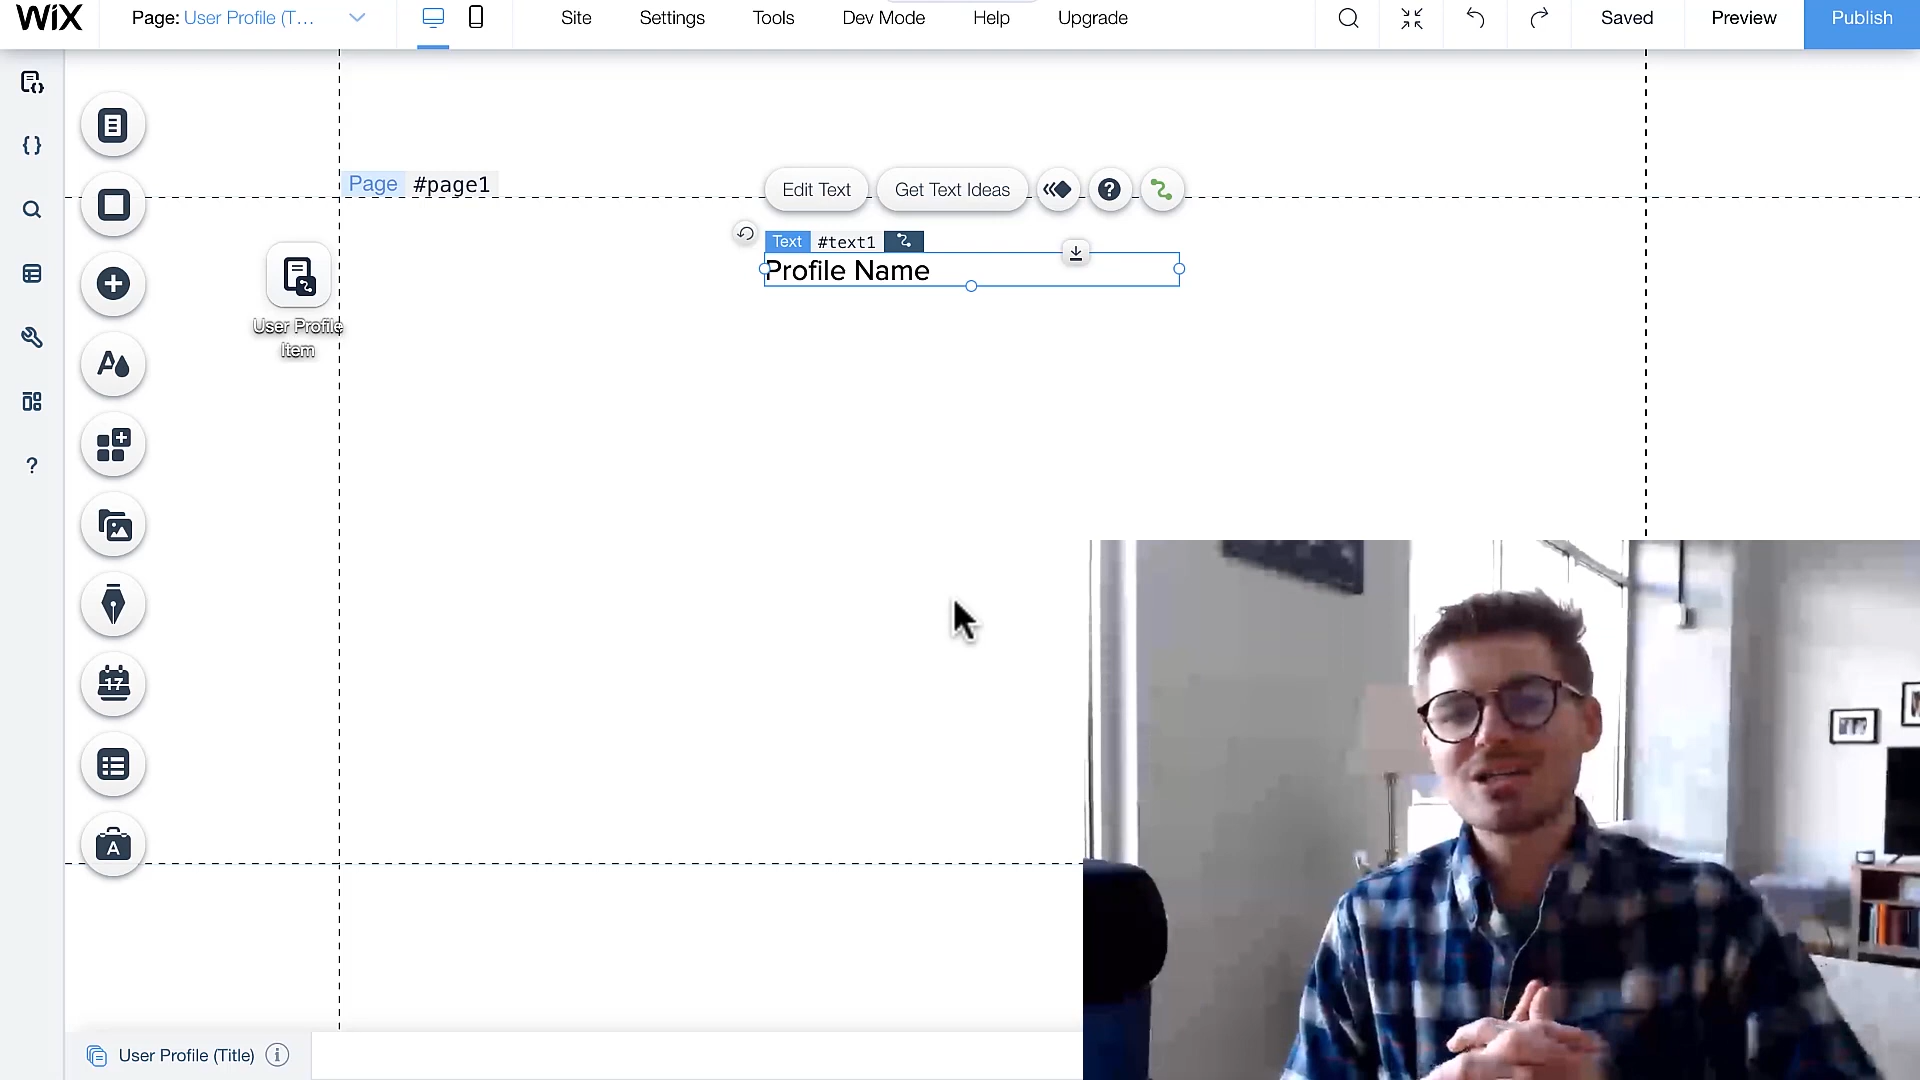 WiX
Page: User Profile (T...
Site
Settings
Tools
Dev Mode
Help
Upgrade
Saved
Preview
Publish
Page #page1
Edit Text
Get Text Ideas
?
Text #text1
Profile Name
User Profile
Item
{}
?
17
A
User Profile (Title)